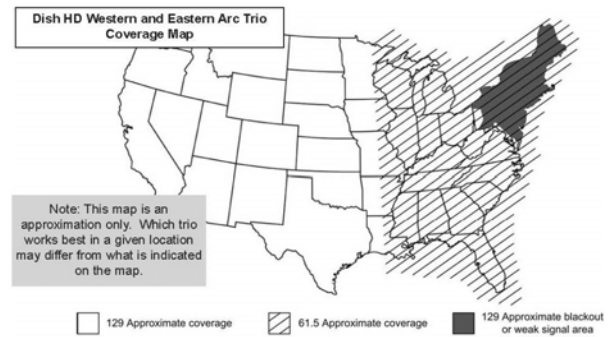 Dish HD Western and Eastern Arc Trio
Coverage Map
Note: This map is an
approximation only. Which trio
works best in a given location
may differ from what is indicated
on the map.
129 Approximate coverage
61.5 Approximate coverage
129 Approximate blackout
or weak signal area